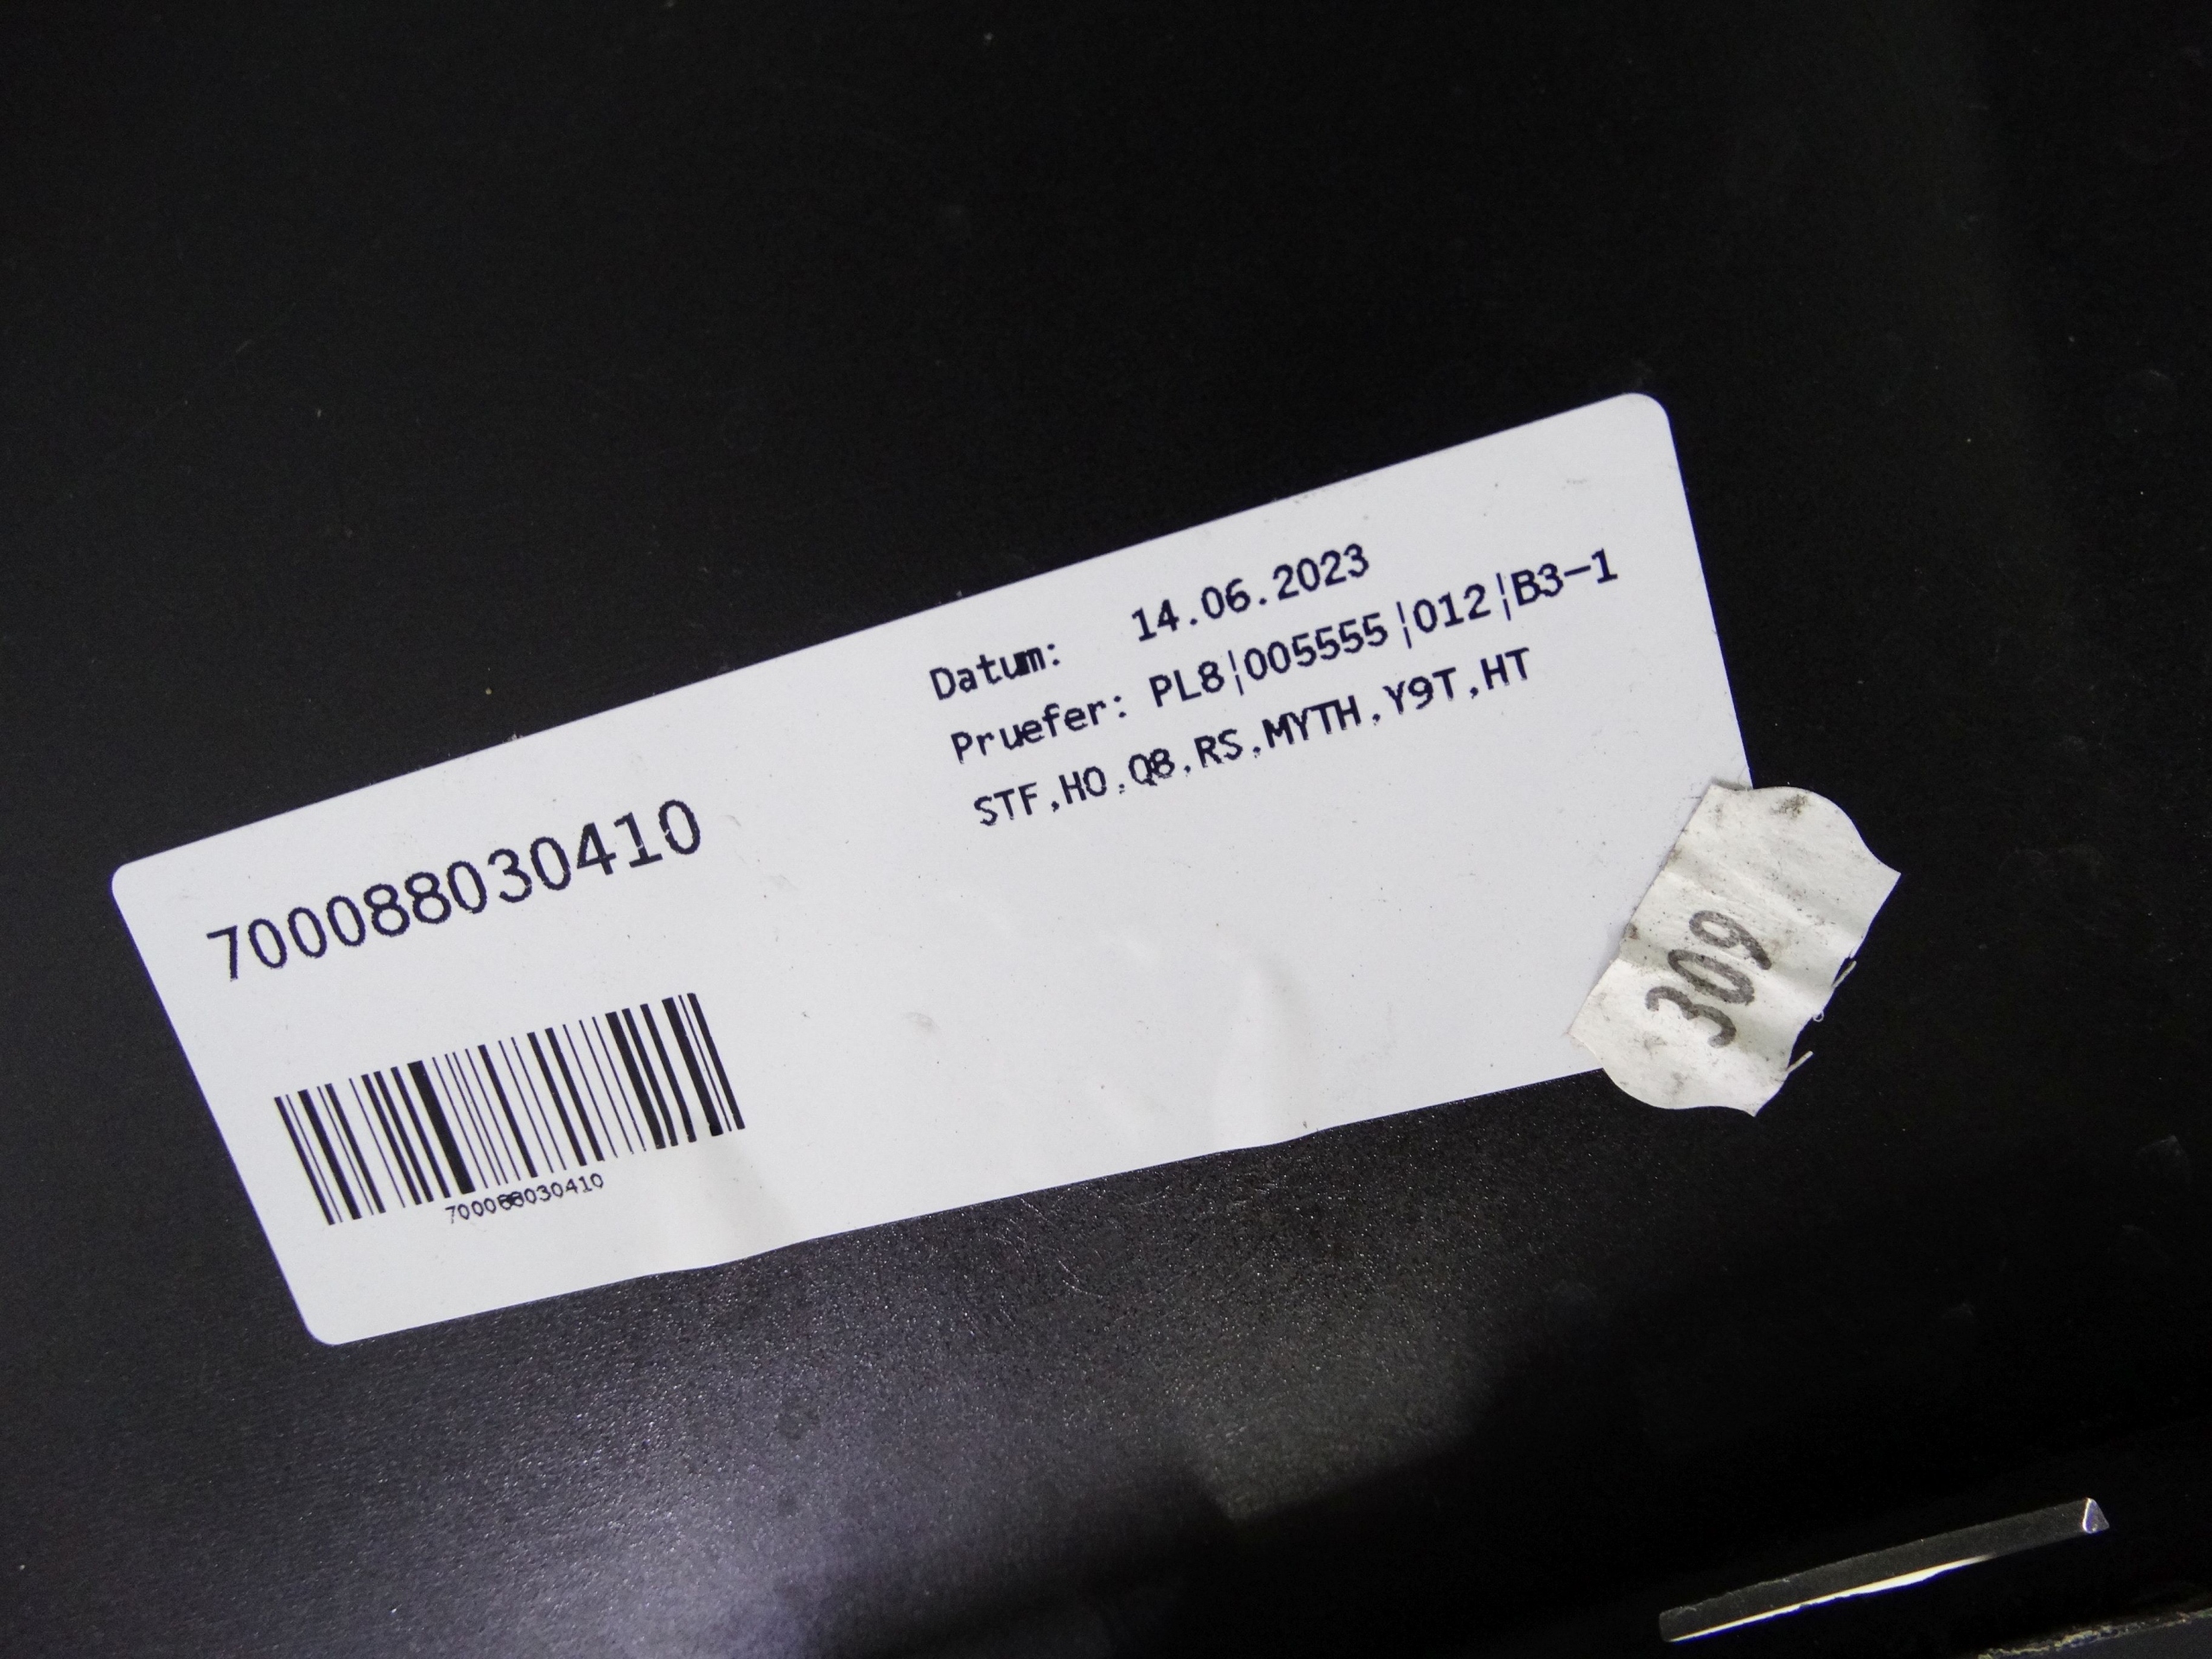 Datum: 14.06.2023
Pruefer: PL8¦005555¦012¦B3-1
STF,HO,Q8,RS,MYTH,Y9T,HT
700088030410
700088030410
309